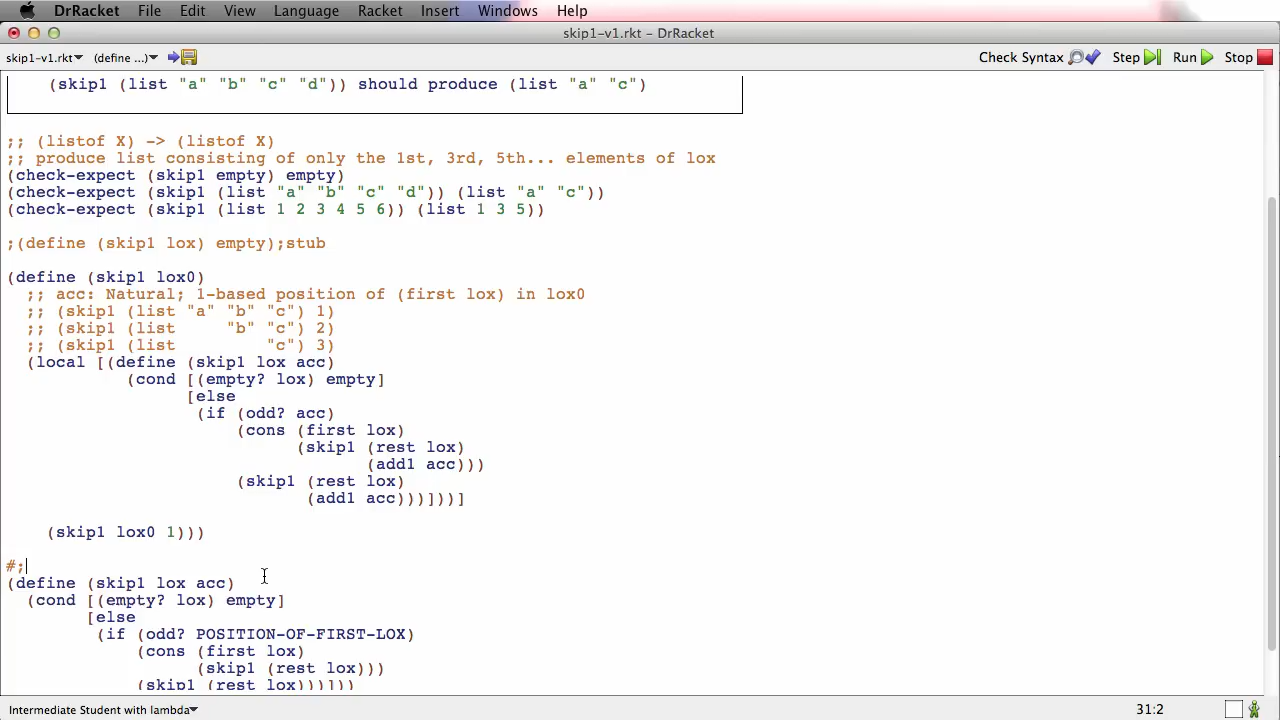 DrRacket File Edit View Language Racket Insert Windows Help
skip1-v1.rkt - DrRacket
skip1-v1.rkt▾ (define ...)▾ Check Syntax Step Run Stop
(skip1 (list "a" "b" "c" "d")) should produce (list "a" "c")
;; (listof X) -> (listof X)
;; produce list consisting of only the 1st, 3rd, 5th... elements of lox
(check-expect (skip1 empty) empty)
(check-expect (skip1 (list "a" "b" "c" "d")) (list "a" "c"))
(check-expect (skip1 (list 1 2 3 4 5 6)) (list 1 3 5))
;(define (skip1 lox) empty);stub
(define (skip1 lox0)
;; acc: Natural; 1-based position of (first lox) in lox0
;; (skip1 (list "a" "b" "c") 1)
;; (skip1 (list     "b" "c") 2)
;; (skip1 (list         "c") 3)
(local [(define (skip1 lox acc)
(cond [(empty? lox) empty]
[else
(if (odd? acc)
(cons (first lox)
(skip1 (rest lox)
(add1 acc)))
(skip1 (rest lox)
(add1 acc)))]))]
(skip1 lox0 1)))
#;
(define (skip1 lox acc)
(cond [(empty? lox) empty]
[else
(if (odd? POSITION-OF-FIRST-LOX)
(cons (first lox)
(skip1 (rest lox)))
(skip1 (rest lox)))]))
Intermediate Student with lambda▾ 31:2